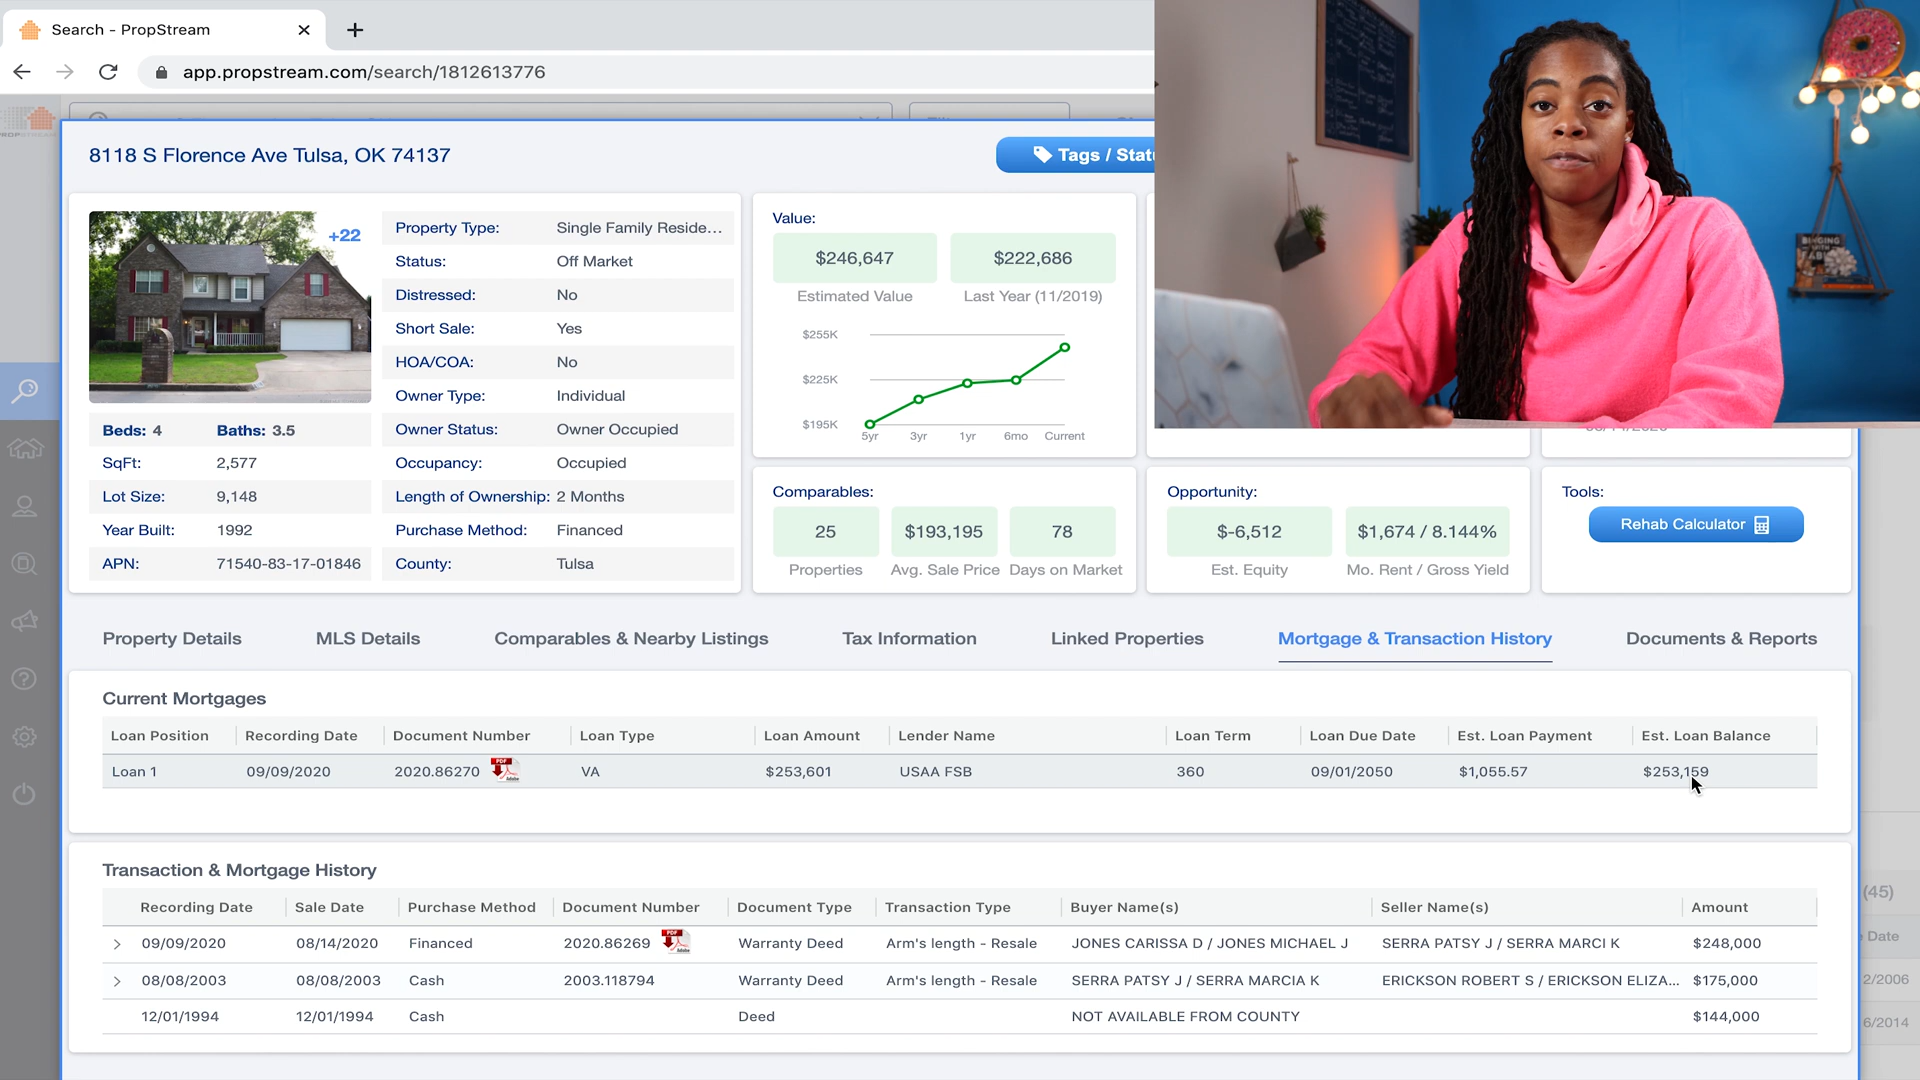 Search - PropStream
app.propstream.com/search/1812613776
8118 S Florence Ave Tulsa, OK 74137
Tags /
+22
Beds: 4 Baths: 3.5
SqFt: 2,577
Lot Size: 9,148
Year Built: 1992
APN: 71540-83-17-01846
Property Type: Single Family Reside...
Status: Off Market
Distressed: No
Short Sale: Yes
HOA/COA: No
Owner Type: Individual
Owner Status: Owner Occupied
Occupancy: Occupied
Length of Ownership: 2 Months
Purchase Method: Financed
County: Tulsa
Value:
$246,647 $222,686
Estimated Value Last Year (11/2019)
$255K
$225K
$195K
5yr 3yr 1yr 6mo Current
BINGING
WITH
Comparables:
25 $193,195 78
Properties Avg. Sale Price Days on Market
Opportunity:
$-6,512 $1,674 / 8.144%
Est. Equity Mo. Rent / Gross Yield
Tools:
Rehab Calculator
Property Details MLS Details Comparables & Nearby Listings Tax Information Linked Properties Mortgage & Transaction History Documents & Reports
Current Mortgages
Loan Position Recording Date Document Number Loan Type Loan Amount Lender Name Loan Term Loan Due Date Est. Loan Payment Est. Loan Balance
Loan 1 09/09/2020 2020.86270 PDF Adobe VA $253,601 USAA FSB 360 09/01/2050 $1,055.57 $253,159
Transaction & Mortgage History
Recording Date Sale Date Purchase Method Document Number Document Type Transaction Type Buyer Name(s) Seller Name(s) Amount
09/09/2020 08/14/2020 Financed 2020.86269 PDF Adobe Warranty Deed Arm's length - Resale JONES CARISSA D / JONES MICHAEL J SERRA PATSY J / SERRA MARCI K $248,000
08/08/2003 08/08/2003 Cash 2003.118794 Warranty Deed Arm's length - Resale SERRA PATSY J / SERRA MARCIA K ERICKSON ROBERT S / ERICKSON ELIZA... $175,000
12/01/1994 12/01/1994 Cash Deed NOT AVAILABLE FROM COUNTY $144,000
(45)
Date
2/2006
6/2014